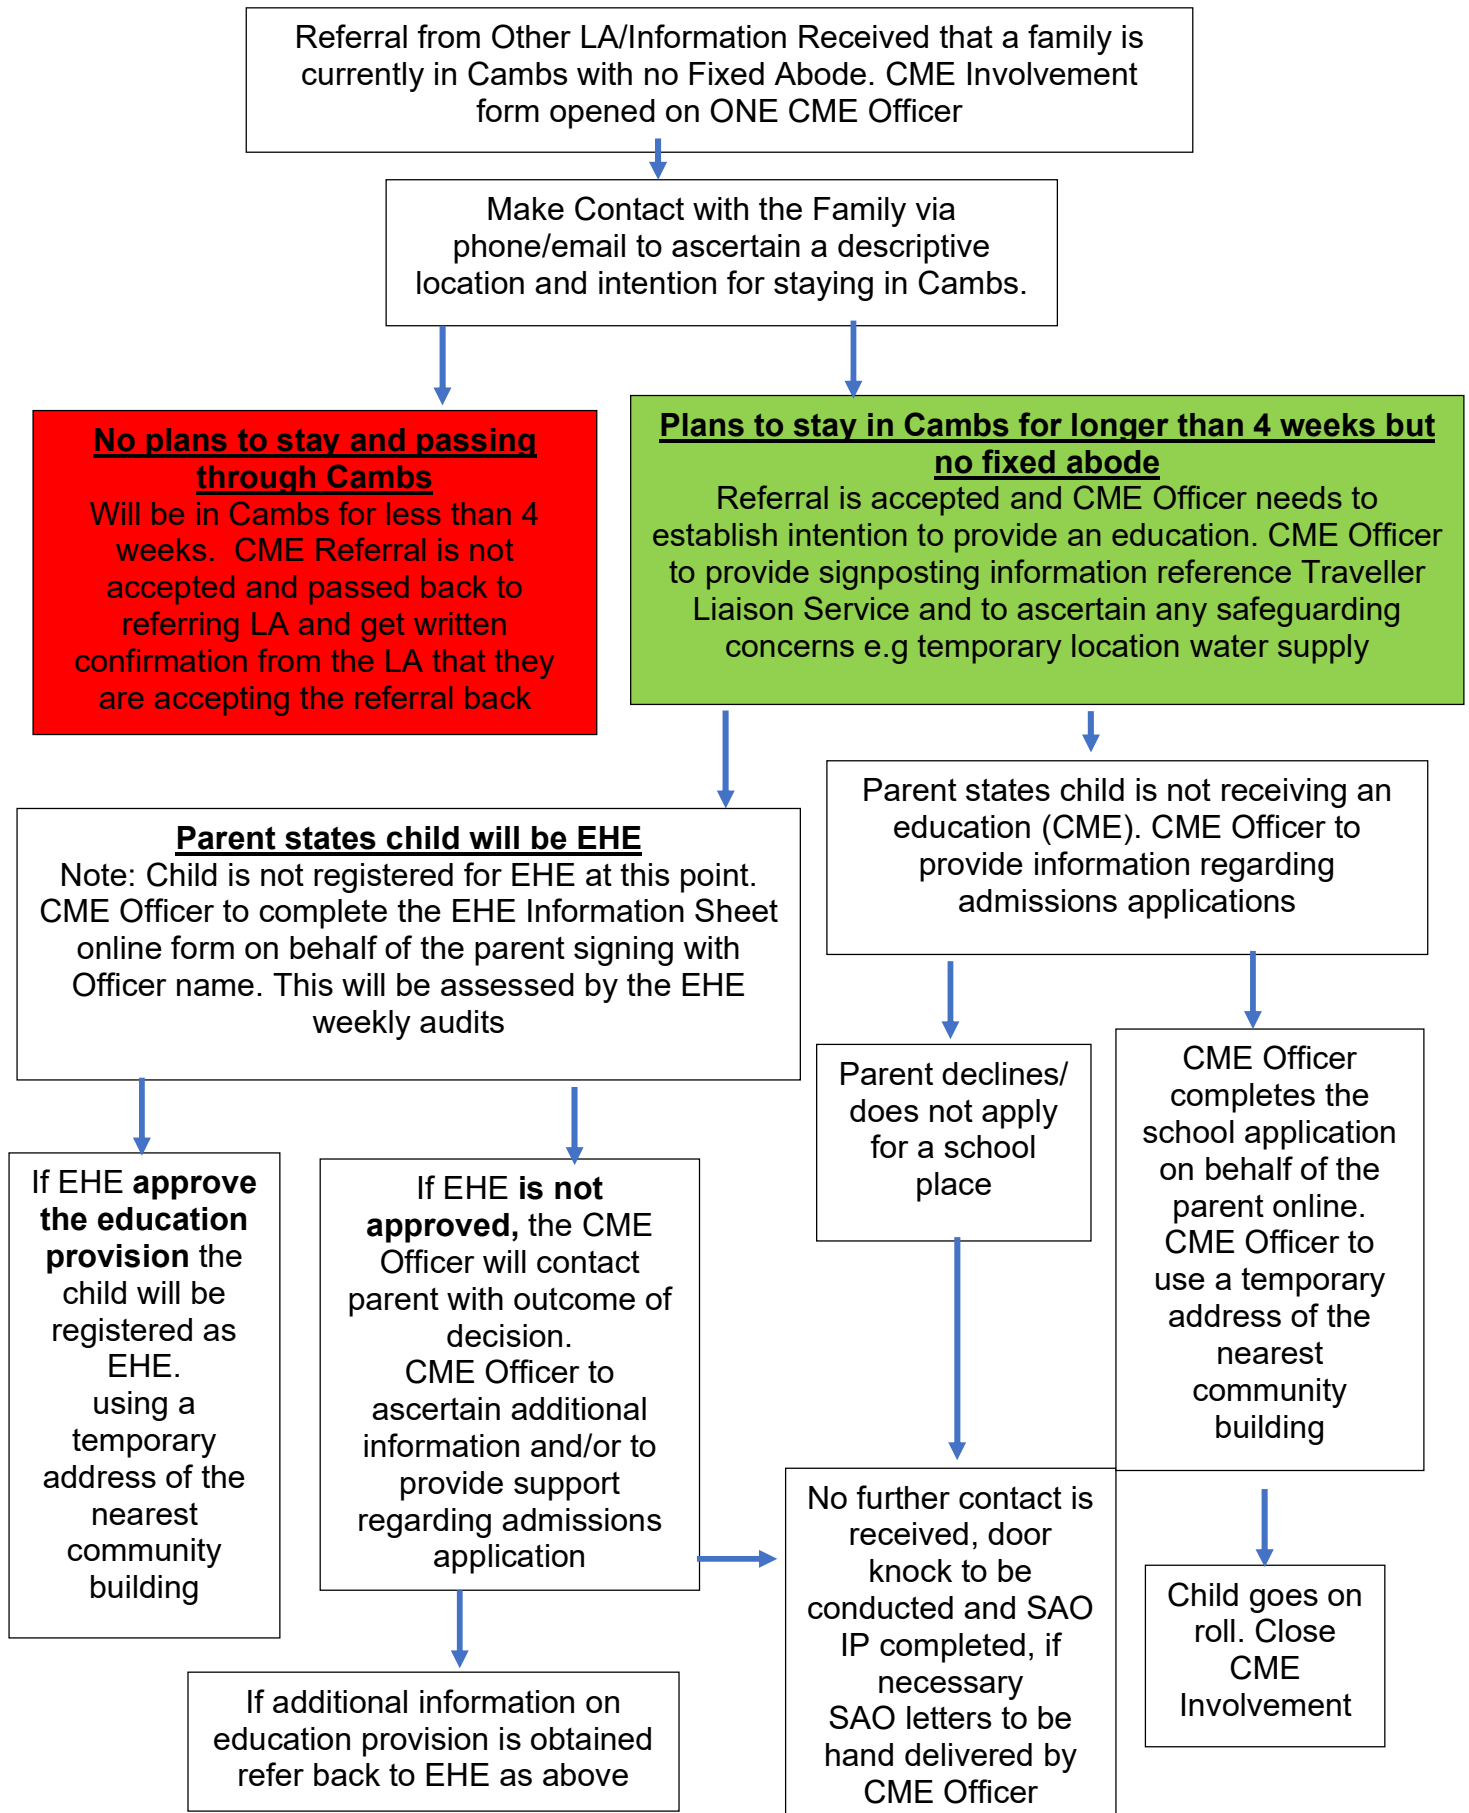 Referral from Other LA/Information Received that a family is
currently in Cambs with no Fixed Abode. CME Involvement
form opened on ONE CME Officer
Make Contact with the Family via
phone/email to ascertain a descriptive
location and intention for staying in Cambs.
No plans to stay and passing
through Cambs
Will be in Cambs for less than 4
weeks.  CME Referral is not
accepted and passed back to
referring LA and get written
confirmation from the LA that they
are accepting the referral back
Plans to stay in Cambs for longer than 4 weeks but
no fixed abode
Referral is accepted and CME Officer needs to
establish intention to provide an education. CME Officer
to provide signposting information reference Traveller
Liaison Service and to ascertain any safeguarding
concerns e.g temporary location water supply
Parent states child will be EHE
Note: Child is not registered for EHE at this point.
CME Officer to complete the EHE Information Sheet
online form on behalf of the parent signing with
Officer name. This will be assessed by the EHE
weekly audits
Parent states child is not receiving an
education (CME). CME Officer to
provide information regarding
admissions applications
If EHE approve
the education
provision the
child will be
registered as
EHE.
using a
temporary
address of the
nearest
community
building
If EHE is not
approved, the CME
Officer will contact
parent with outcome of
decision.
CME Officer to
ascertain additional
information and/or to
provide support
regarding admissions
application
Parent declines/
does not apply
for a school
place
CME Officer
completes the
school application
on behalf of the
parent online.
CME Officer to
use a temporary
address of the
nearest
community
building
If additional information on
education provision is obtained
refer back to EHE as above
No further contact is
received, door
knock to be
conducted and SAO
IP completed, if
necessary
SAO letters to be
hand delivered by
CME Officer
Child goes on
roll. Close
CME
Involvement